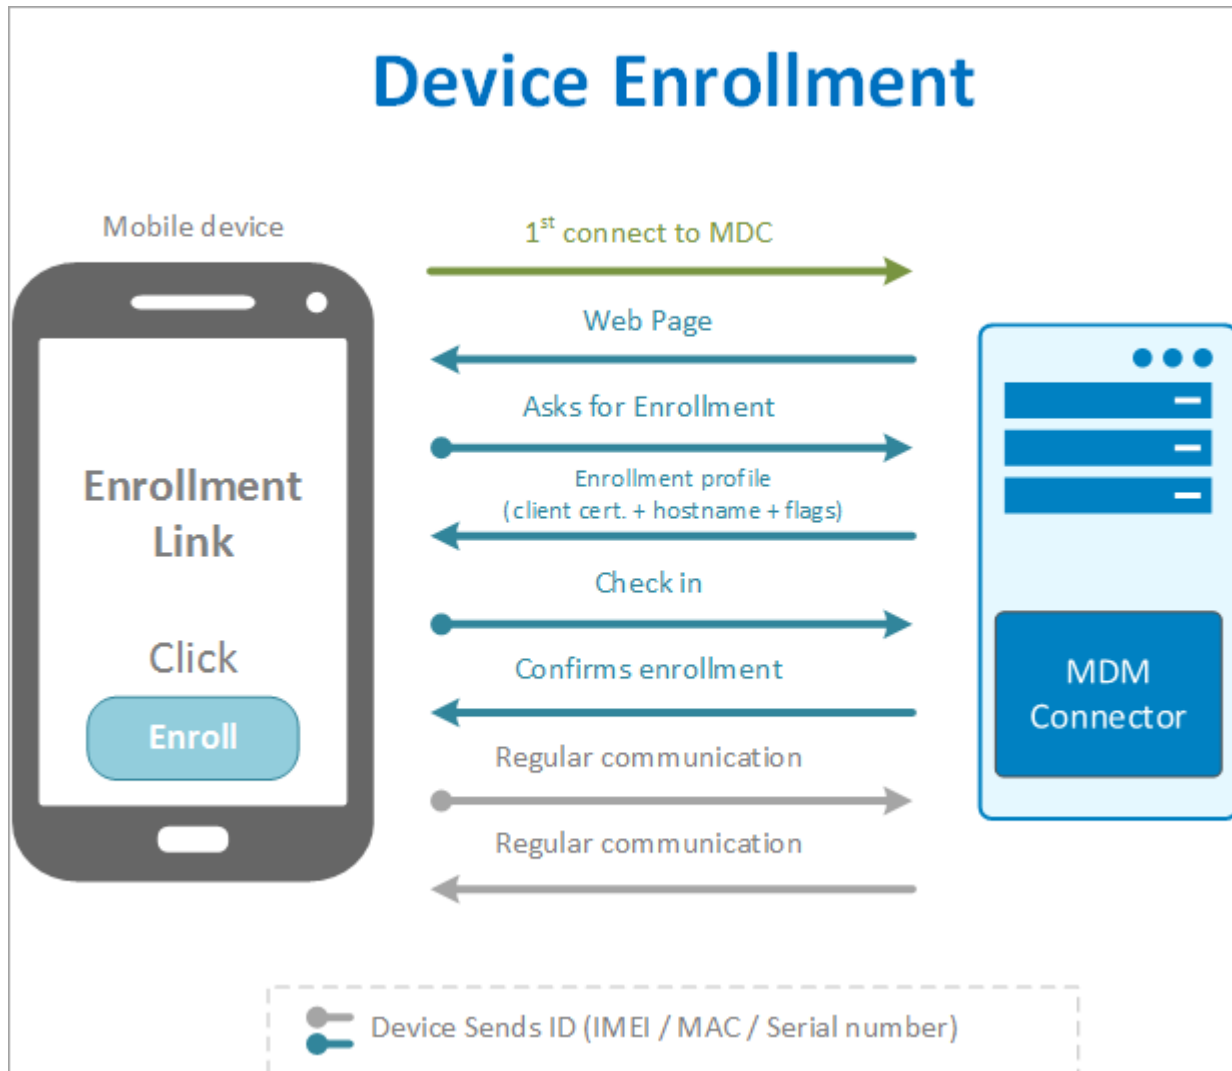 Device Enrollment
Mobile device
1st connect to MDC
Web Page
Asks for Enrollment
Enrollment profile
(client cert. + hostname + flags)
Check in
Confirms enrollment
Regular communication
Regular communication
Enrollment
Link
Click
Enroll
MDM
Connector
Device Sends ID (IMEI / MAC / Serial number)